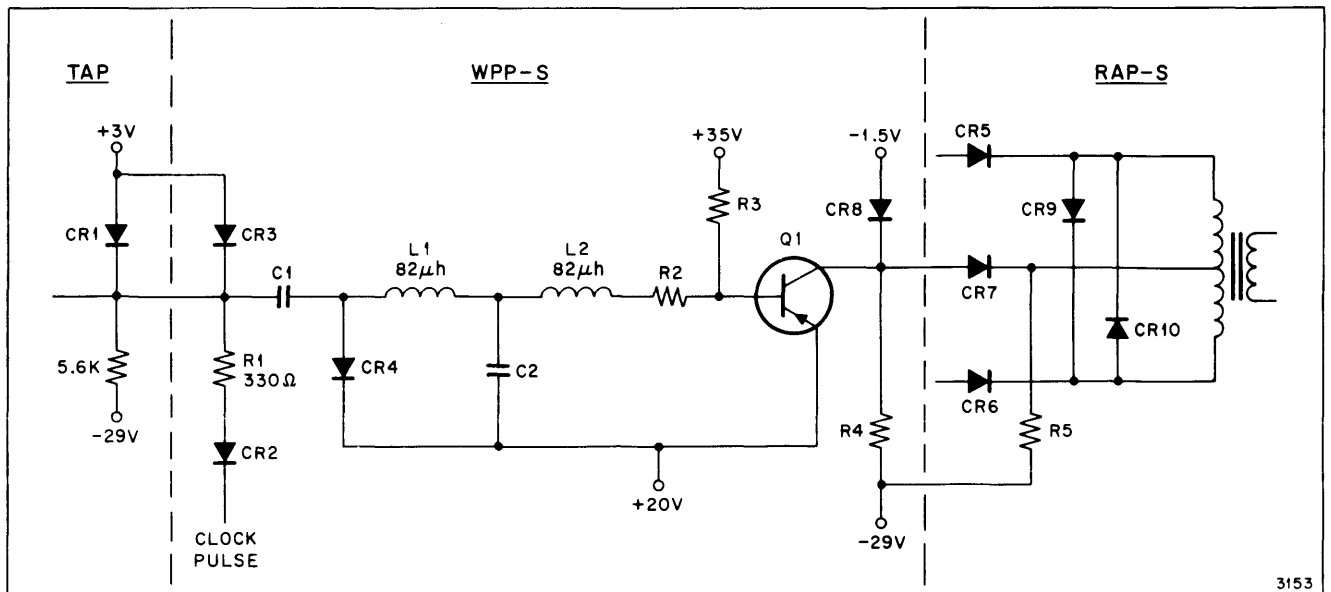 TAP
WPP-S
RAP-S
+3V
+35V
-1.5V
CR5
CR1
CR3
R3
CR8
CR9
L1
82μh
L2
82μh
Q1
C1
R2
CR7
CR10
5.6K
R1
330Ω
CR4
C2
R4
CR6
R5
-29V
CR2
+20V
CLOCK
PULSE
-29V
3153